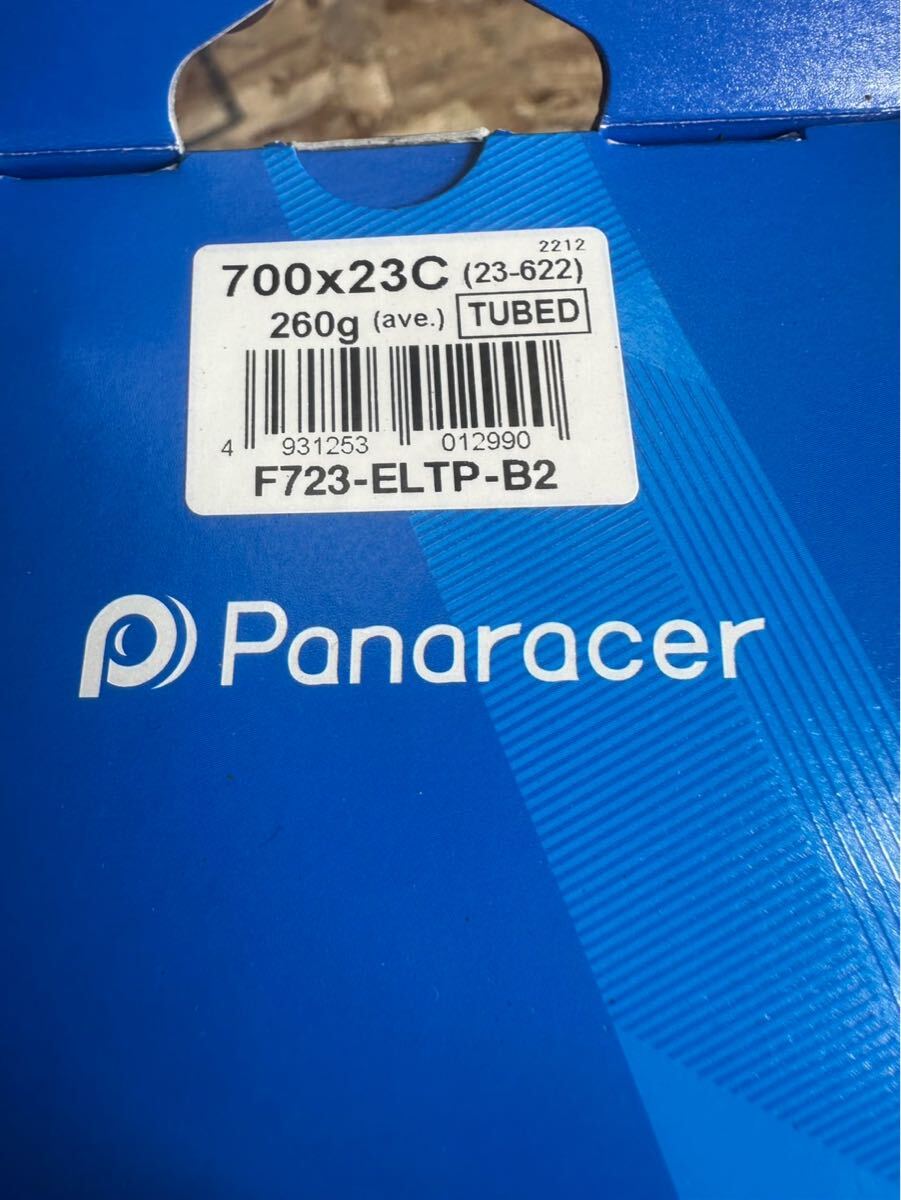 2212
700x23C (23-622)
260g (ave.) TUBED
4 931253 012990
F723-ELTP-B2
Panaracer